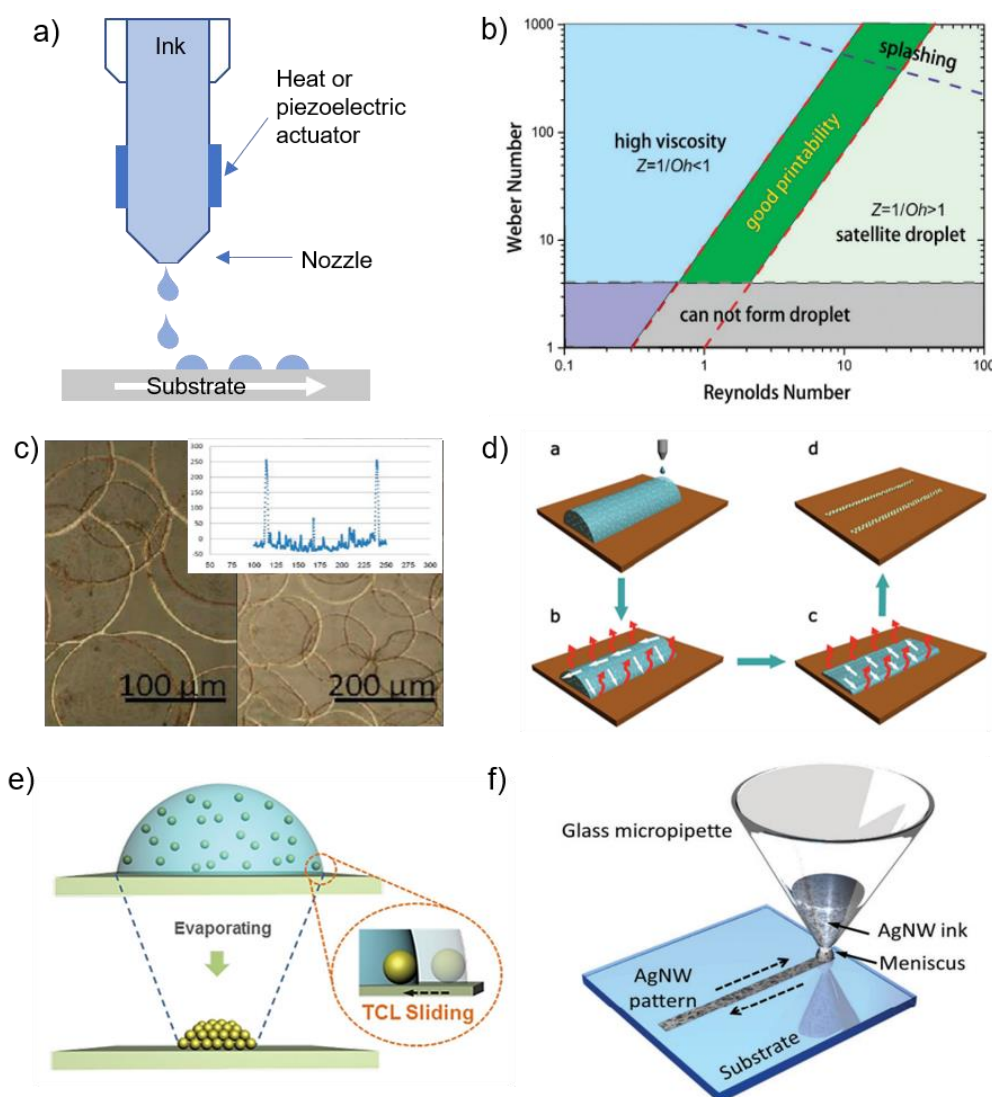 a)
Ink
Heat or
piezoelectric
actuator
Nozzle
Substrate
b)
1000
100
10
1
Weber Number
splashing
high viscosity
Z=1/Oh<1
good printability
Z=1/Oh>1
satellite droplet
can not form droplet
0.1
1
10
100
Reynolds Number
c)
300
250
200
150
100
50
0
-50
50
75
100
125
150
175
200
225
250
275
300
100 µm
200 µm
d)
a
d
b
c
e)
Evaporating
TCL Sliding
f)
Glass micropipette
AgNW ink
Meniscus
AgNW
pattern
Substrate